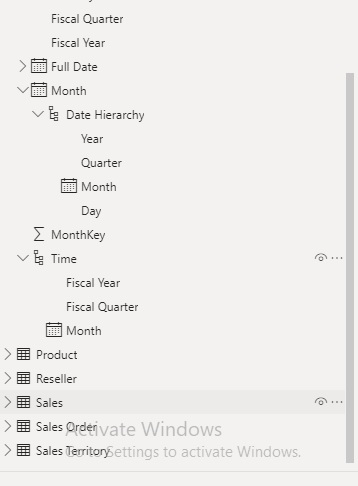 Fiscal Quarter
Fiscal Year
Full Date
Month
Date Hierarchy
Year
Quarter
Month
Day
MonthKey
Time
Fiscal Year
Fiscal Quarter
Month
Product
Reseller
Sales
Sales Order
Activate Windows
Sales Territory
Go to Settings to activate Windows.